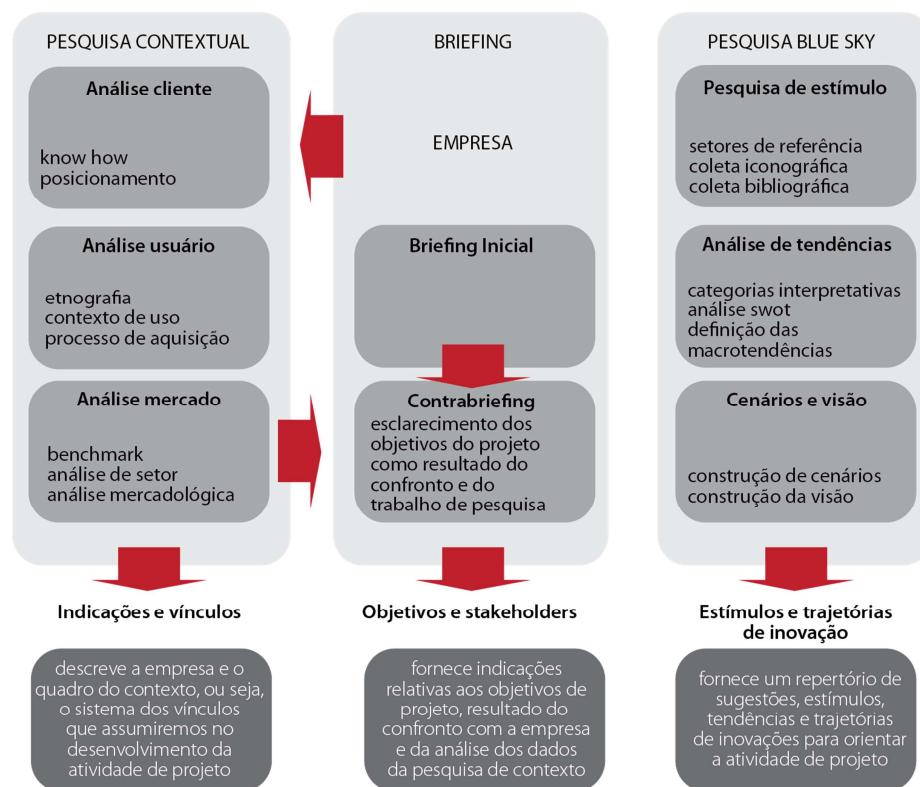 PESQUISA CONTEXTUAL
Análise cliente
know how
posicionamento
Análise usuário
etnografia
contexto de uso
processo de aquisição
Análise mercado
benchmark
análise de setor
análise mercadológica
Indicações e vínculos
descreve a empresa e o
quadro do contexto, ou seja,
o sistema dos vínculos
que assumiremos no
desenvolvimento da
atividade de projeto
BRIEFING
EMPRESA
Briefing Inicial
Contrabriefing
esclarecimento dos
objetivos do projeto
como resultado do
confronto e do
trabalho de pesquisa
Objetivos e stakeholders
fornece indicações
relativas aos objetivos de
projeto, resultado do
confronto com a empresa
e da análise dos dados
da pesquisa de contexto
PESQUISA BLUE SKY
Pesquisa de estímulo
setores de referência
coleta iconográfica
coleta bibliográfica
Análise de tendências
categorias interpretativas
análise swot
definição das
macrotendências
Cenários e visão
construção de cenários
construção da visão
Estímulos e trajetórias
de inovação
fornece um repertório de
sugestões, estímulos,
tendências e trajetórias
de inovações para orientar
a atividade de projeto